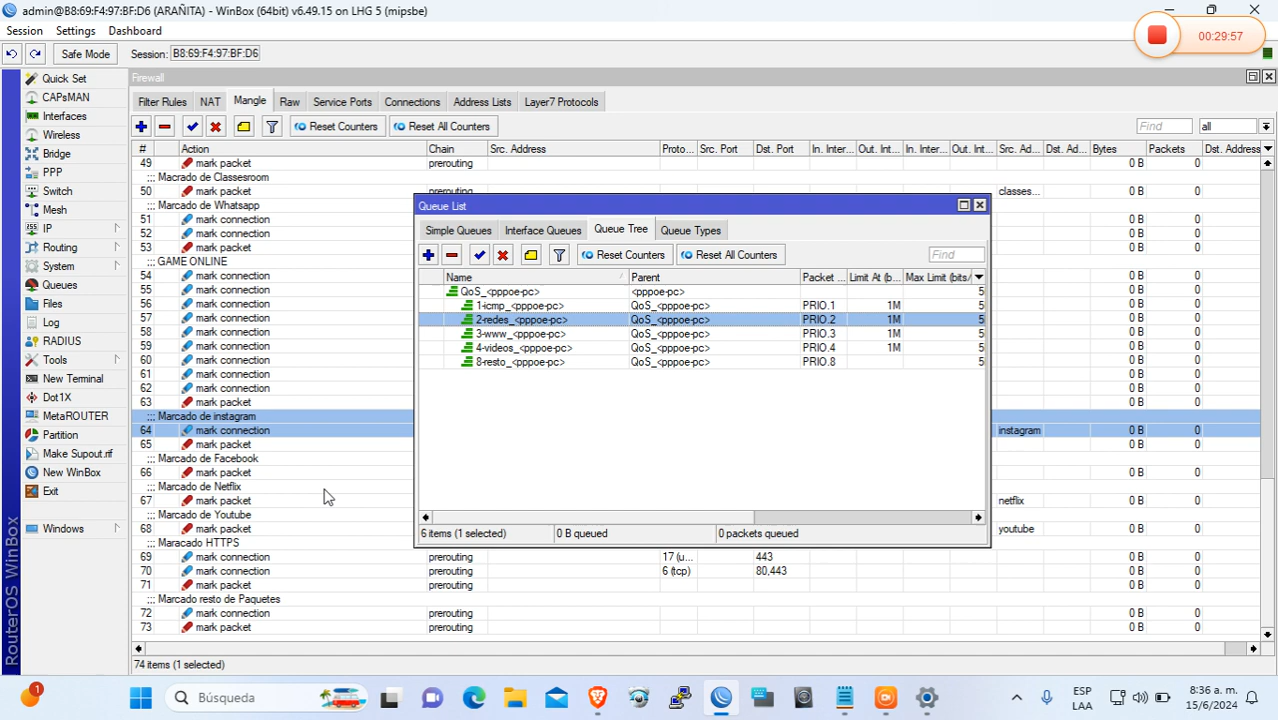 admin@B8:69:F4:97:BF:D6 (ARAÑITA) - WinBox (64bit) v6.49.15 on LHG 5 (mipsbe)
00:29:57
Session Settings Dashboard
Safe Mode Session: B8:69:F4:97:BF:D6
Quick Set
CAPsMAN
Interfaces
Wireless
Bridge
PPP
Switch
Mesh
IP
Routing
System
Queues
Files
Log
RADIUS
Tools
New Terminal
Dot1X
MetaROUTER
Partition
Make Supout.rif
New WinBox
Exit
Windows
RouterOS WinBox
Firewall
Filter Rules NAT Mangle Raw Service Ports Connections Address Lists Layer7 Protocols
Reset Counters Reset All Counters Find all
# Action Chain Src. Address Proto... Src. Port Dst. Port In. Inter... Out. Int... In. Inter... Out. Int... Src. Ad... Dst. Ad... Bytes Packets Dst. Address
49 mark packet prerouting 0 B 0
;;; Macrado de Classesroom
50 mark packet prerouting classes... 0 B 0
;;; Marcado de Whatsapp
51 mark connection 0 B 0
52 mark connection 0 B 0
53 mark packet 0 B 0
;;; GAME ONLINE
54 mark connection 0 B 0
55 mark connection 0 B 0
56 mark connection 0 B 0
57 mark connection 0 B 0
58 mark connection 0 B 0
59 mark connection 0 B 0
60 mark connection 0 B 0
61 mark connection 0 B 0
62 mark connection 0 B 0
63 mark packet 0 B 0
;;; Marcado de instagram
64 mark connection instagram 0 B 0
65 mark packet 0 B 0
;;; Marcado de Facebook
66 mark packet 0 B 0
;;; Marcado de Netflix
67 mark packet netflix 0 B 0
;;; Marcado de Youtube
68 mark packet youtube 0 B 0
;;; Maracado HTTPS
69 mark connection prerouting 17 (u... 443 0 B 0
70 mark connection prerouting 6 (tcp) 80,443 0 B 0
71 mark packet prerouting 0 B 0
;;; Marcado resto de Paquetes
72 mark connection prerouting 0 B 0
73 mark packet prerouting 0 B 0
74 items (1 selected)
Queue List
Simple Queues Interface Queues Queue Tree Queue Types
Reset Counters Reset All Counters Find
Name Parent Packet Limit At (b... Max Limit (bits/
QoS_<pppoe-pc> <pppoe-pc> 5
1-icmp_<pppoe-pc> QoS_<pppoe-pc> PRIO.1 1M 5
2-redes_<pppoe-pc> QoS_<pppoe-pc> PRIO.2 1M 5
3-www_<pppoe-pc> QoS_<pppoe-pc> PRIO.3 1M 5
4-videos_<pppoe-pc> QoS_<pppoe-pc> PRIO.4 1M 5
8-resto_<pppoe-pc> QoS_<pppoe-pc> PRIO.8 5
6 items (1 selected) 0 B queued 0 packets queued
1 Búsqueda ESP LAA 8:36 a. m. 15/6/2024